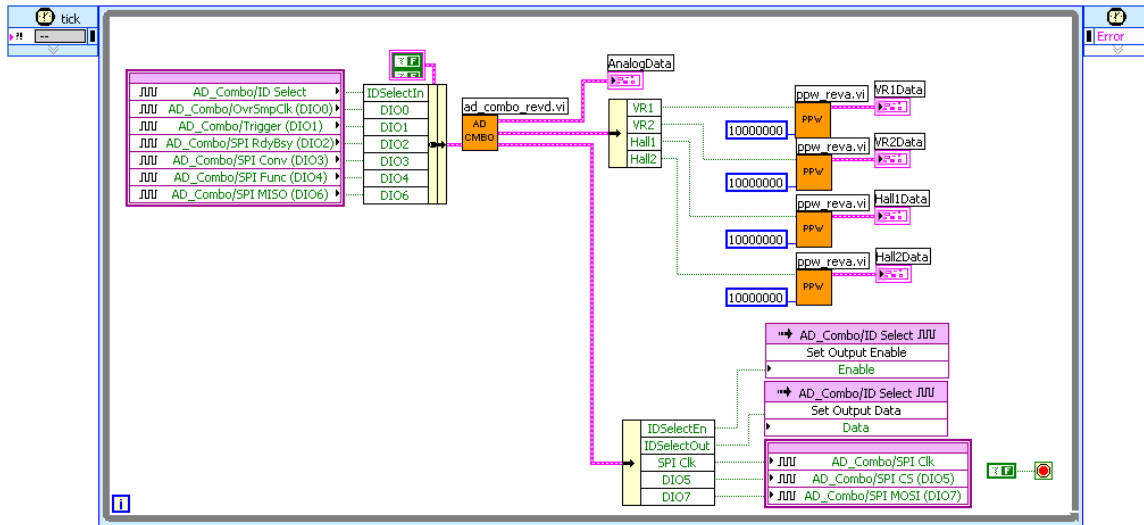 tick
?!
--
Error
AD_Combo/ID Select
AD_Combo/OvrSmpClk (DIO0)
AD_Combo/Trigger (DIO1)
AD_Combo/SPI RdyBsy (DIO2)
AD_Combo/SPI Conv (DIO3)
AD_Combo/SPI Func (DIO4)
AD_Combo/SPI MISO (DIO6)
IDSelectIn
DIO0
DIO1
DIO2
DIO3
DIO4
DIO6
ad_combo_revd.vi
AD
CMBO
AnalogData
VR1
VR2
Hall1
Hall2
ppw_reva.vi
VR1Data
PPW
10000000
ppw_reva.vi
VR2Data
PPW
10000000
ppw_reva.vi
Hall1Data
PPW
10000000
ppw_reva.vi
Hall2Data
PPW
10000000
AD_Combo/ID Select
Set Output Enable
Enable
AD_Combo/ID Select
Set Output Data
Data
IDSelectEn
IDSelectOut
SPI Clk
DIO5
DIO7
AD_Combo/SPI Clk
AD_Combo/SPI CS (DIO5)
AD_Combo/SPI MOSI (DIO7)
F
i